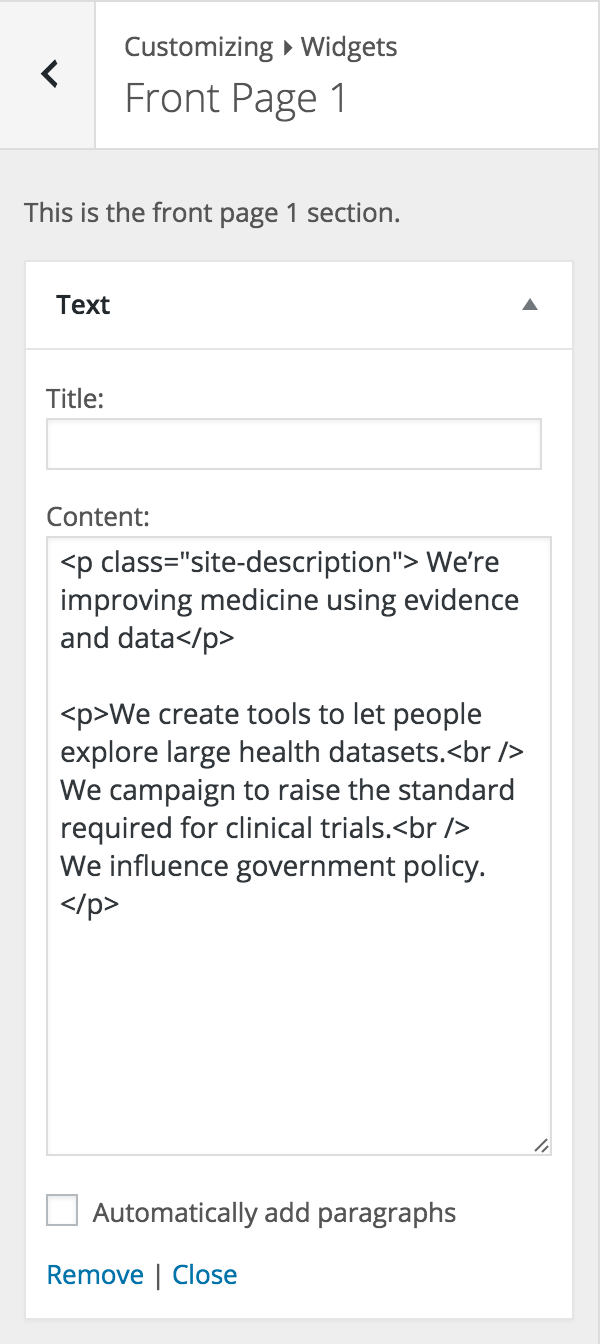 Customizing ▸ Widgets
Front Page 1
This is the front page 1 section.
Text
Title:
Content:
<p class="site-description"> We’re
improving medicine using evidence
and data</p>
<p>We create tools to let people
explore large health datasets.<br />
We campaign to raise the standard
required for clinical trials.<br />
We influence government policy.
</p>
Automatically add paragraphs
Remove | Close